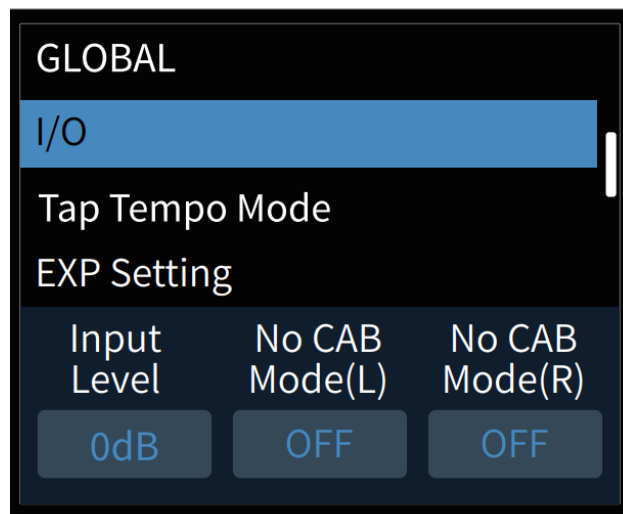 GLOBAL
I/O
Tap Tempo Mode
EXP Setting
Input Level
No CAB Mode(L)
No CAB Mode(R)
0dB
OFF
OFF